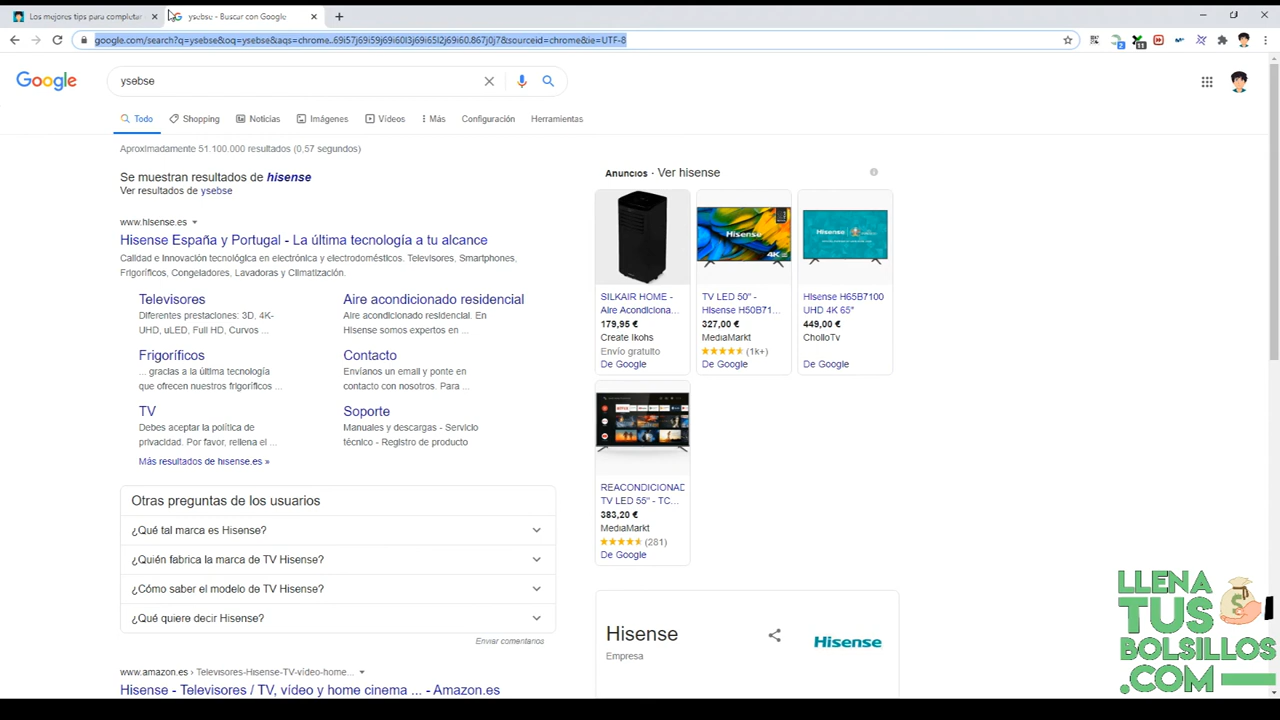 Los mejores tips para completar
ysebse - Buscar con Google
google.com/search?q=ysebse&oq=ysebse&aqs=chrome..69i57j69i59j69i60l3j69i65l2j69i60.867j0j7&sourceid=chrome&ie=UTF-8
Google
ysebse
Todo
Shopping
Noticias
Imágenes
Vídeos
Más
Configuración
Herramientas
Aproximadamente 51.100.000 resultados (0,57 segundos)
Se muestran resultados de hisense
Ver resultados de ysebse
www.hisense.es
Hisense España y Portugal - La última tecnología a tu alcance
Calidad e Innovación tecnológica en electrónica y electrodomésticos. Televisores, Smartphones,
Frigoríficos, Congeladores, Lavadoras y Climatización.
Televisores
Diferentes prestaciones: 3D, 4K-
UHD, uLED, Full HD, Curvos ...
Aire acondicionado residencial
Aire acondicionado residencial. En
Hisense somos expertos en ...
Frigoríficos
... gracias a la última tecnología
que ofrecen nuestros frigoríficos ...
Contacto
Envíanos un email y ponte en
contacto con nosotros. Para ...
TV
Debes aceptar la política de
privacidad. Por favor, rellena el ...
Soporte
Manuales y descargas - Servicio
técnico - Registro de producto
Más resultados de hisense.es »
Otras preguntas de los usuarios
¿Qué tal marca es Hisense?
¿Quién fabrica la marca de TV Hisense?
¿Cómo saber el modelo de TV Hisense?
¿Qué quiere decir Hisense?
Enviar comentarios
www.amazon.es › Televisores-Hisense-TV-vídeo-home...
Hisense - Televisores / TV, vídeo y home cinema ... - Amazon.es
Anuncios · Ver hisense
SILKAIR HOME -
Aire Acondiciona...
179,95 €
Create Ikohs
Envío gratuito
De Google
Hisense
4K
TV LED 50" -
Hisense H50B71...
327,00 €
MediaMarkt
(1k+)
De Google
Hisense
Hisense H65B7100
UHD 4K 65"
449,00 €
CholloTv
De Google
REACONDICIONAD
TV LED 55" - TC...
383,20 €
MediaMarkt
(281)
De Google
Hisense
Empresa
Hisense
LLENA
TUS
BOLSILLOS
.COM